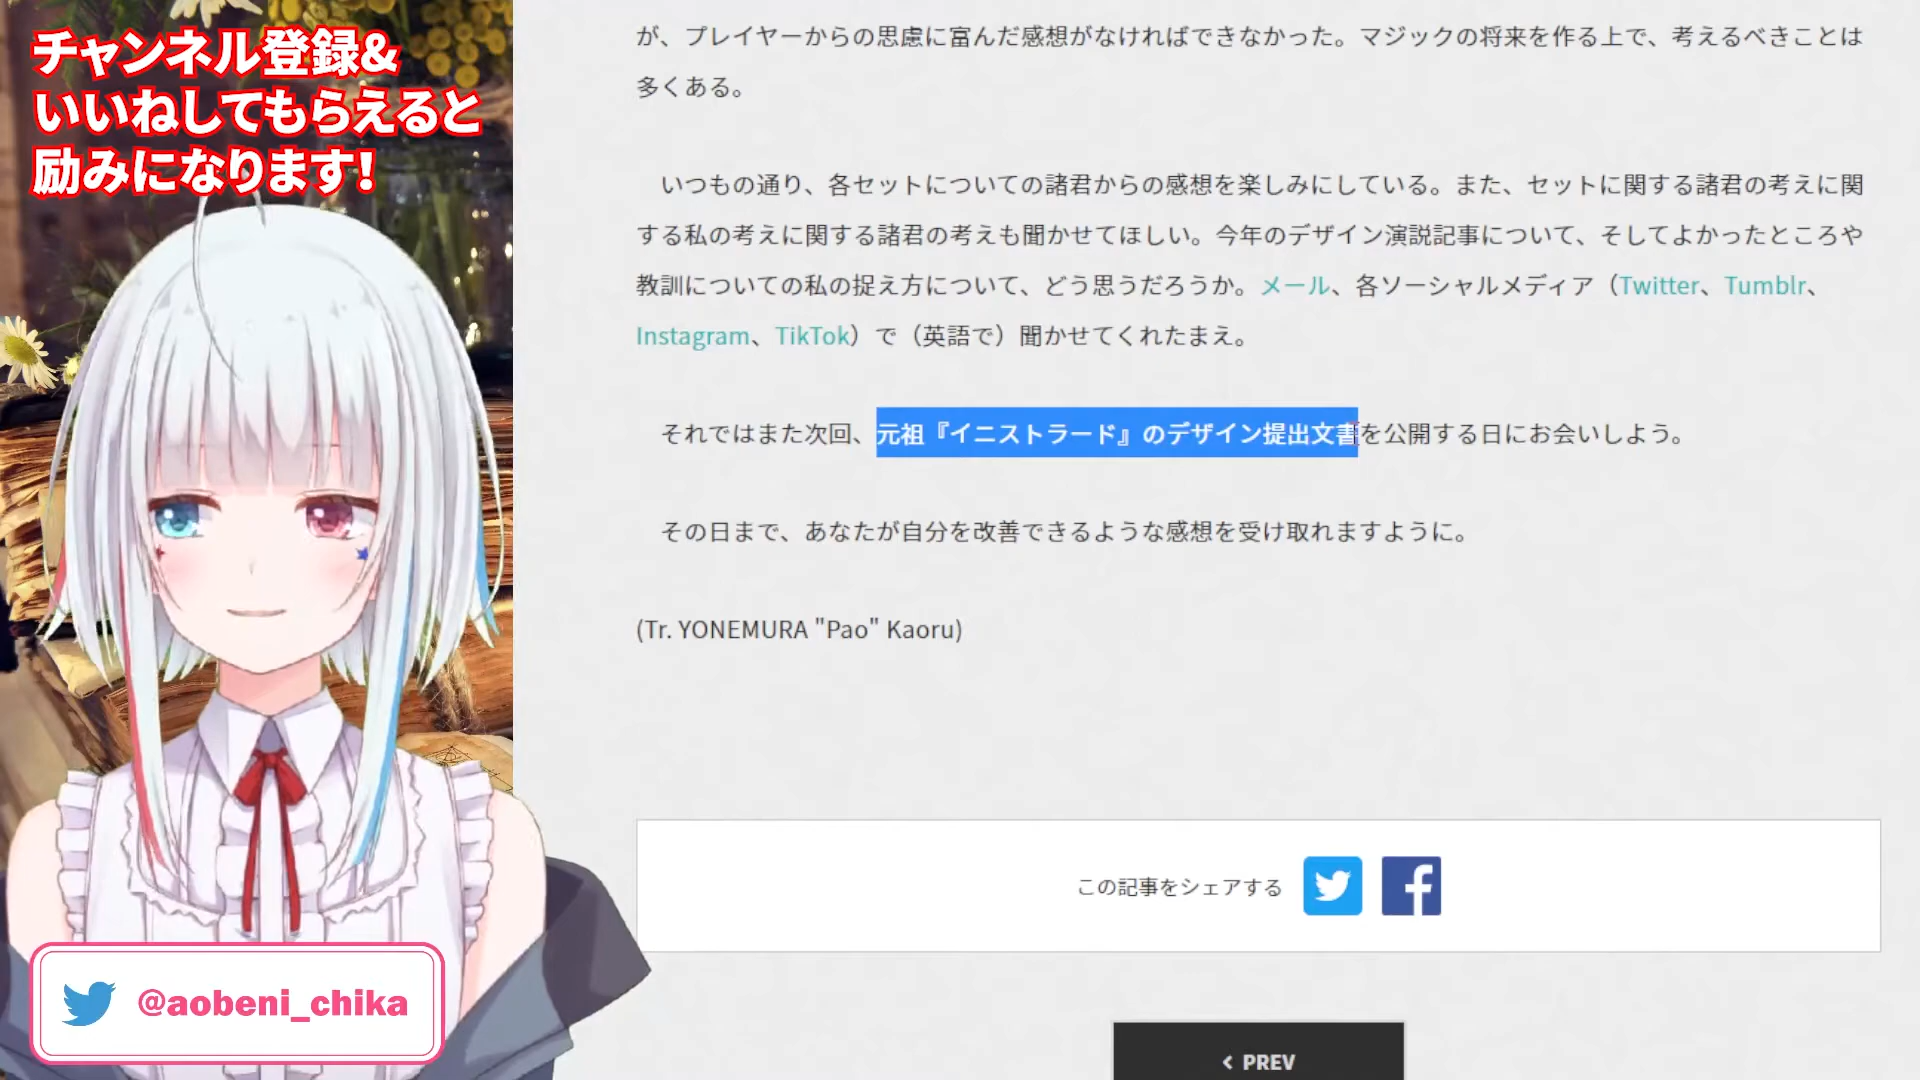 チャンネル登録&
いいねしてもらえると
励みになります!
が、プレイヤーからの思慮に富んだ感想がなければできなかった。マジックの将来を作る上で、考えるべきことは
多くある。
いつもの通り、各セットについての諸君からの感想を楽しみにしている。また、セットに関する諸君の考えに関
する私の考えに関する諸君の考えも聞かせてほしい。今年のデザイン演説記事について、そしてよかったところや
教訓についての私の捉え方について、どう思うだろうか。メール、各ソーシャルメディア（Twitter、Tumblr、
Instagram、TikTok）で（英語で）聞かせてくれたまえ。
それではまた次回、元祖『イニストラード』のデザイン提出文書を公開する日にお会いしよう。
その日まで、あなたが自分を改善できるような感想を受け取れますように。
(Tr. YONEMURA "Pao" Kaoru)
この記事をシェアする
< PREV
@aobeni_chika